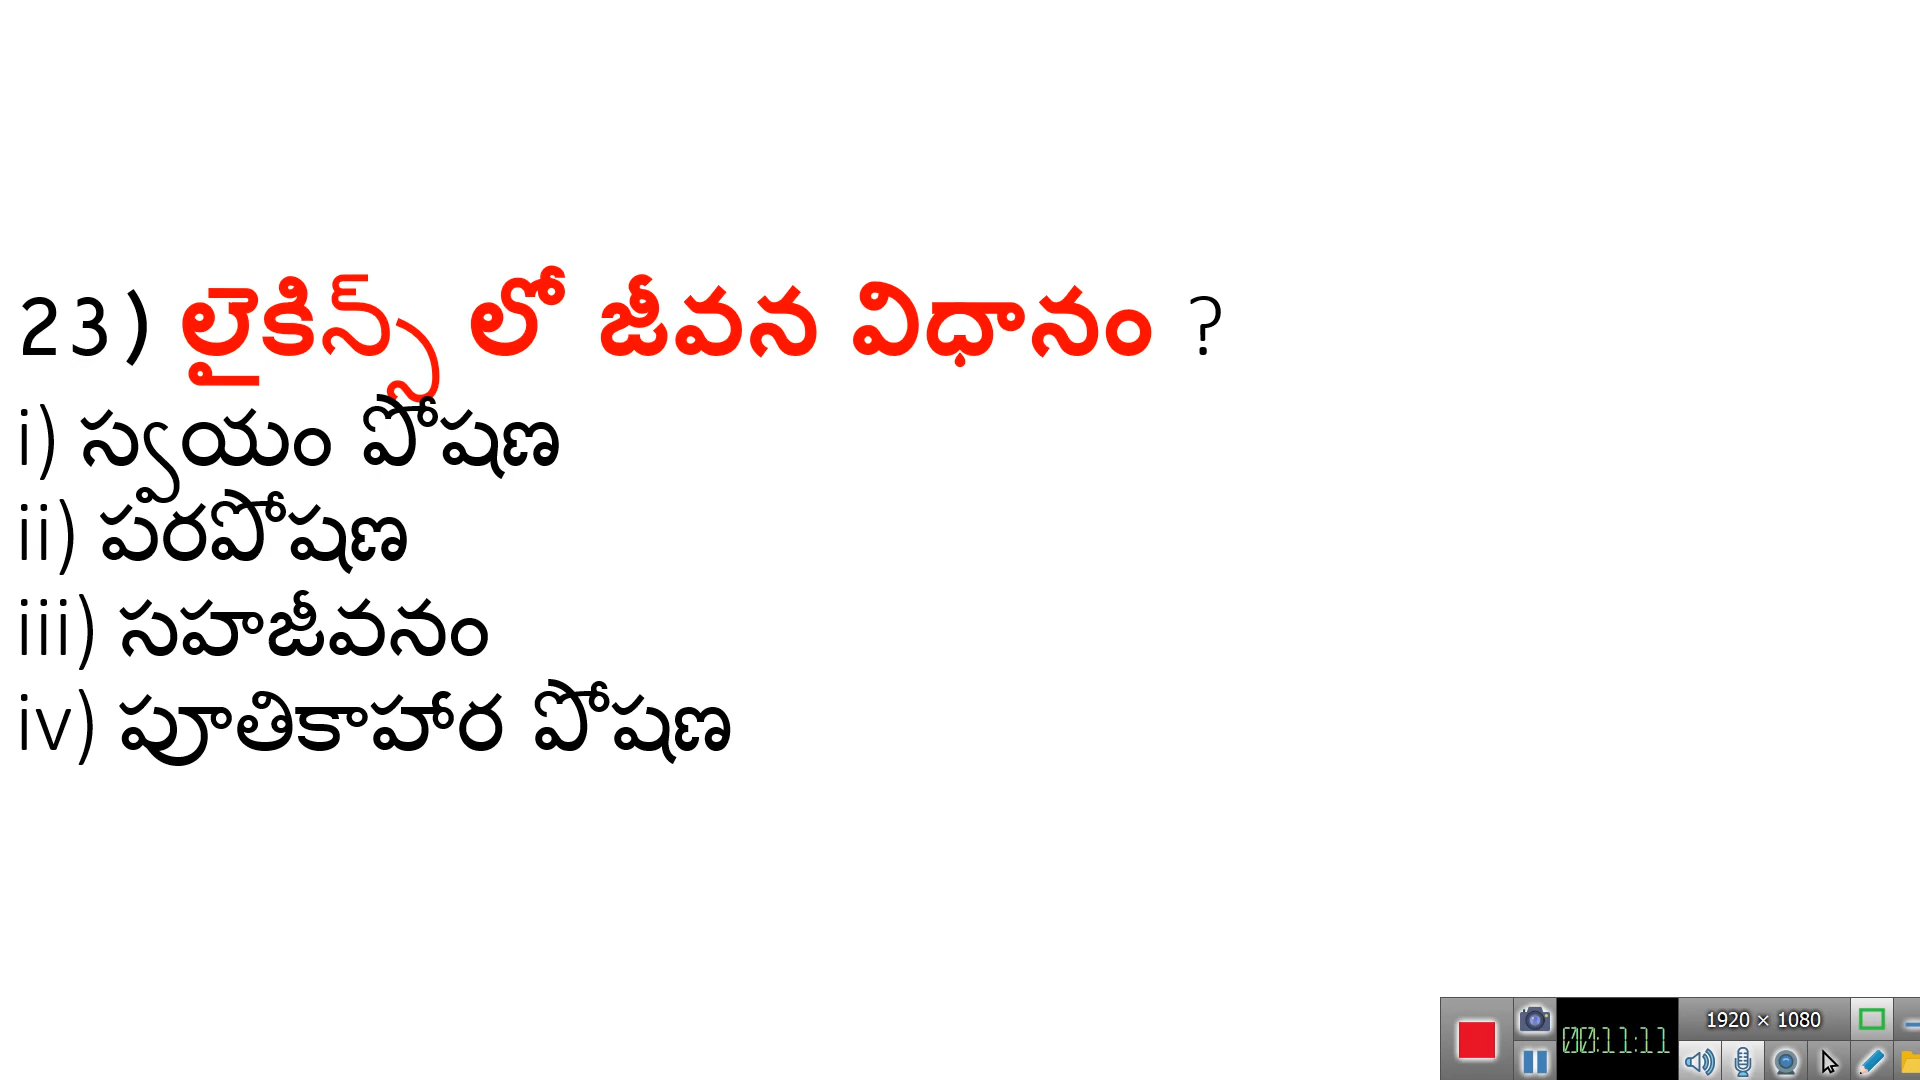 23) లైకిన్స్ లో జీవన విధానం ?
i) స్వయం పోషణ
ii) పరపోషణ
iii) సహజీవనం
iv) పూతికాహార పోషణ
1920 × 1080
00:11:11